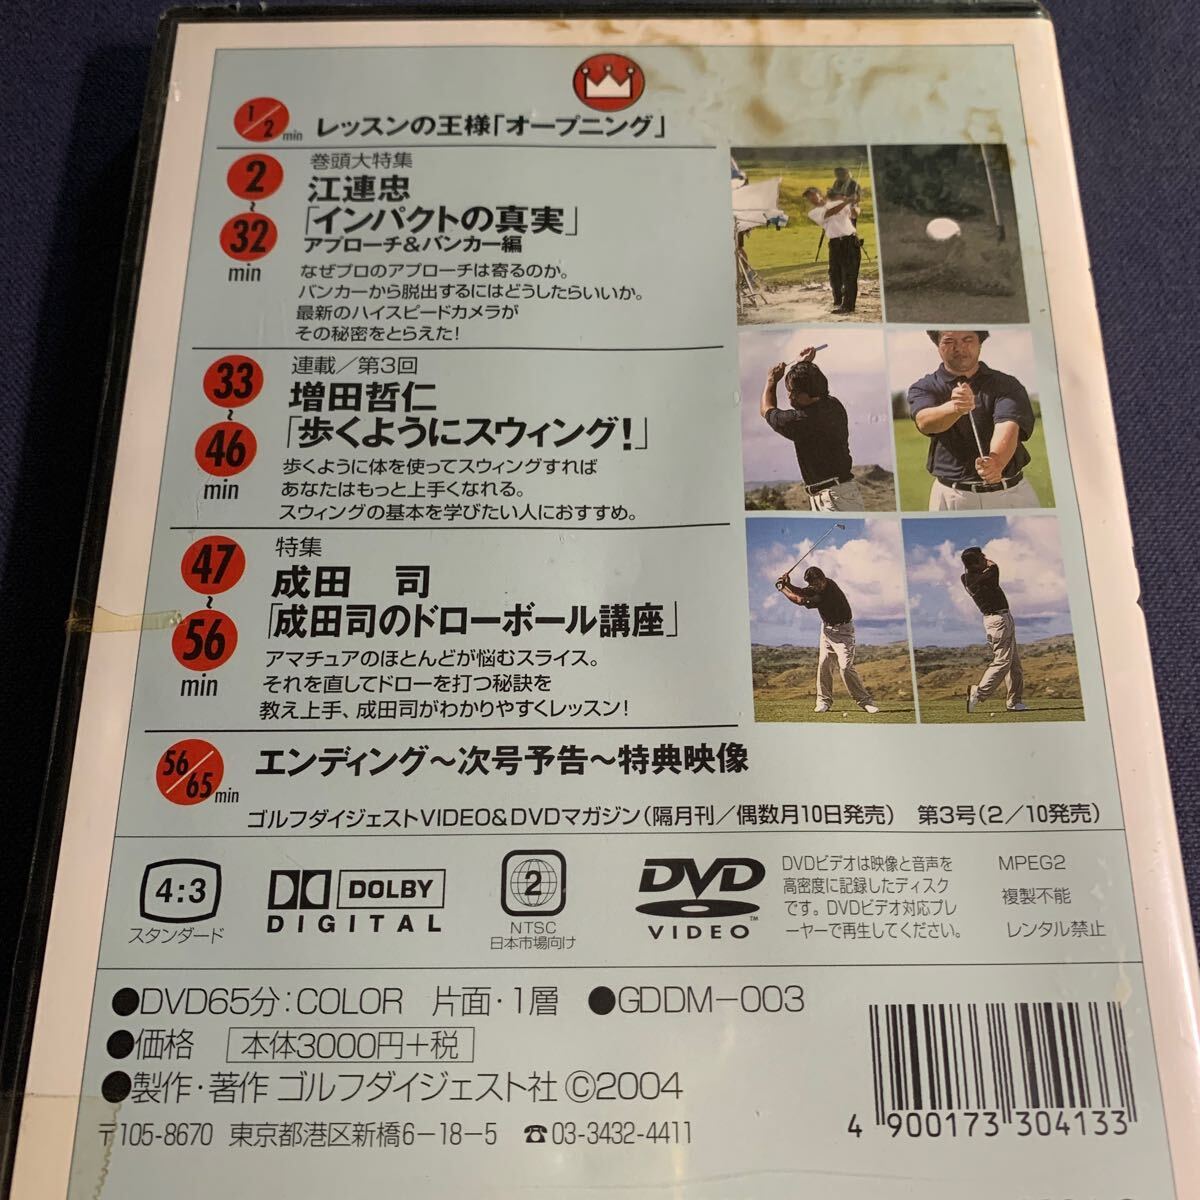 1/2 min レッスンの王様「オープニング」
2~32 min
巻頭大特集
江連忠
「インパクトの真実」
アプローチ&バンカー編
なぜプロのアプローチは寄るのか。
バンカーから脱出するにはどうしたらいいか。
最新のハイスピードカメラが
その秘密をとらえた!
33~46 min
連載/第3回
増田哲仁
「歩くようにスウィング!」
歩くように体を使ってスウィングすれば
あなたはもっと上手くなれる。
スウィングの基本を学びたい人におすすめ。
47~56 min
特集
成田 司
「成田司のドローボール講座」
アマチュアのほとんどが悩むスライス。
それを直してドローを打つ秘訣を
教え上手、成田司がわかりやすくレッスン!
56/65 min エンディング~次号予告~特典映像
ゴルフダイジェストVIDEO&DVDマガジン(隔月刊/偶数月10日発売) 第3号(2/10発売)
4:3
スタンダード
DOLBY
DIGITAL
2
NTSC
日本市場向け
DVD
VIDEO™
DVDビデオは映像と音声を
高密度に記録したディスク
です。DVDビデオ対応プレ
ーヤーで再生してください。
MPEG2
複製不能
レンタル禁止
●DVD65分:COLOR 片面・1層 ●GDDM-003
●価格 本体3000円+税
●製作・著作 ゴルフダイジェスト社 ©2004
〒105-8670 東京都港区新橋6-18-5 ☎03-3432-4411
4 900173 304133